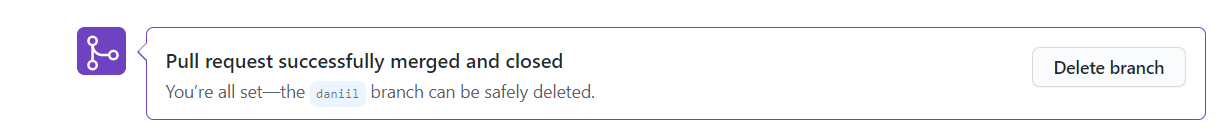 Pull request successfully merged and closed
Delete branch
You’re all set—the daniil branch can be safely deleted.